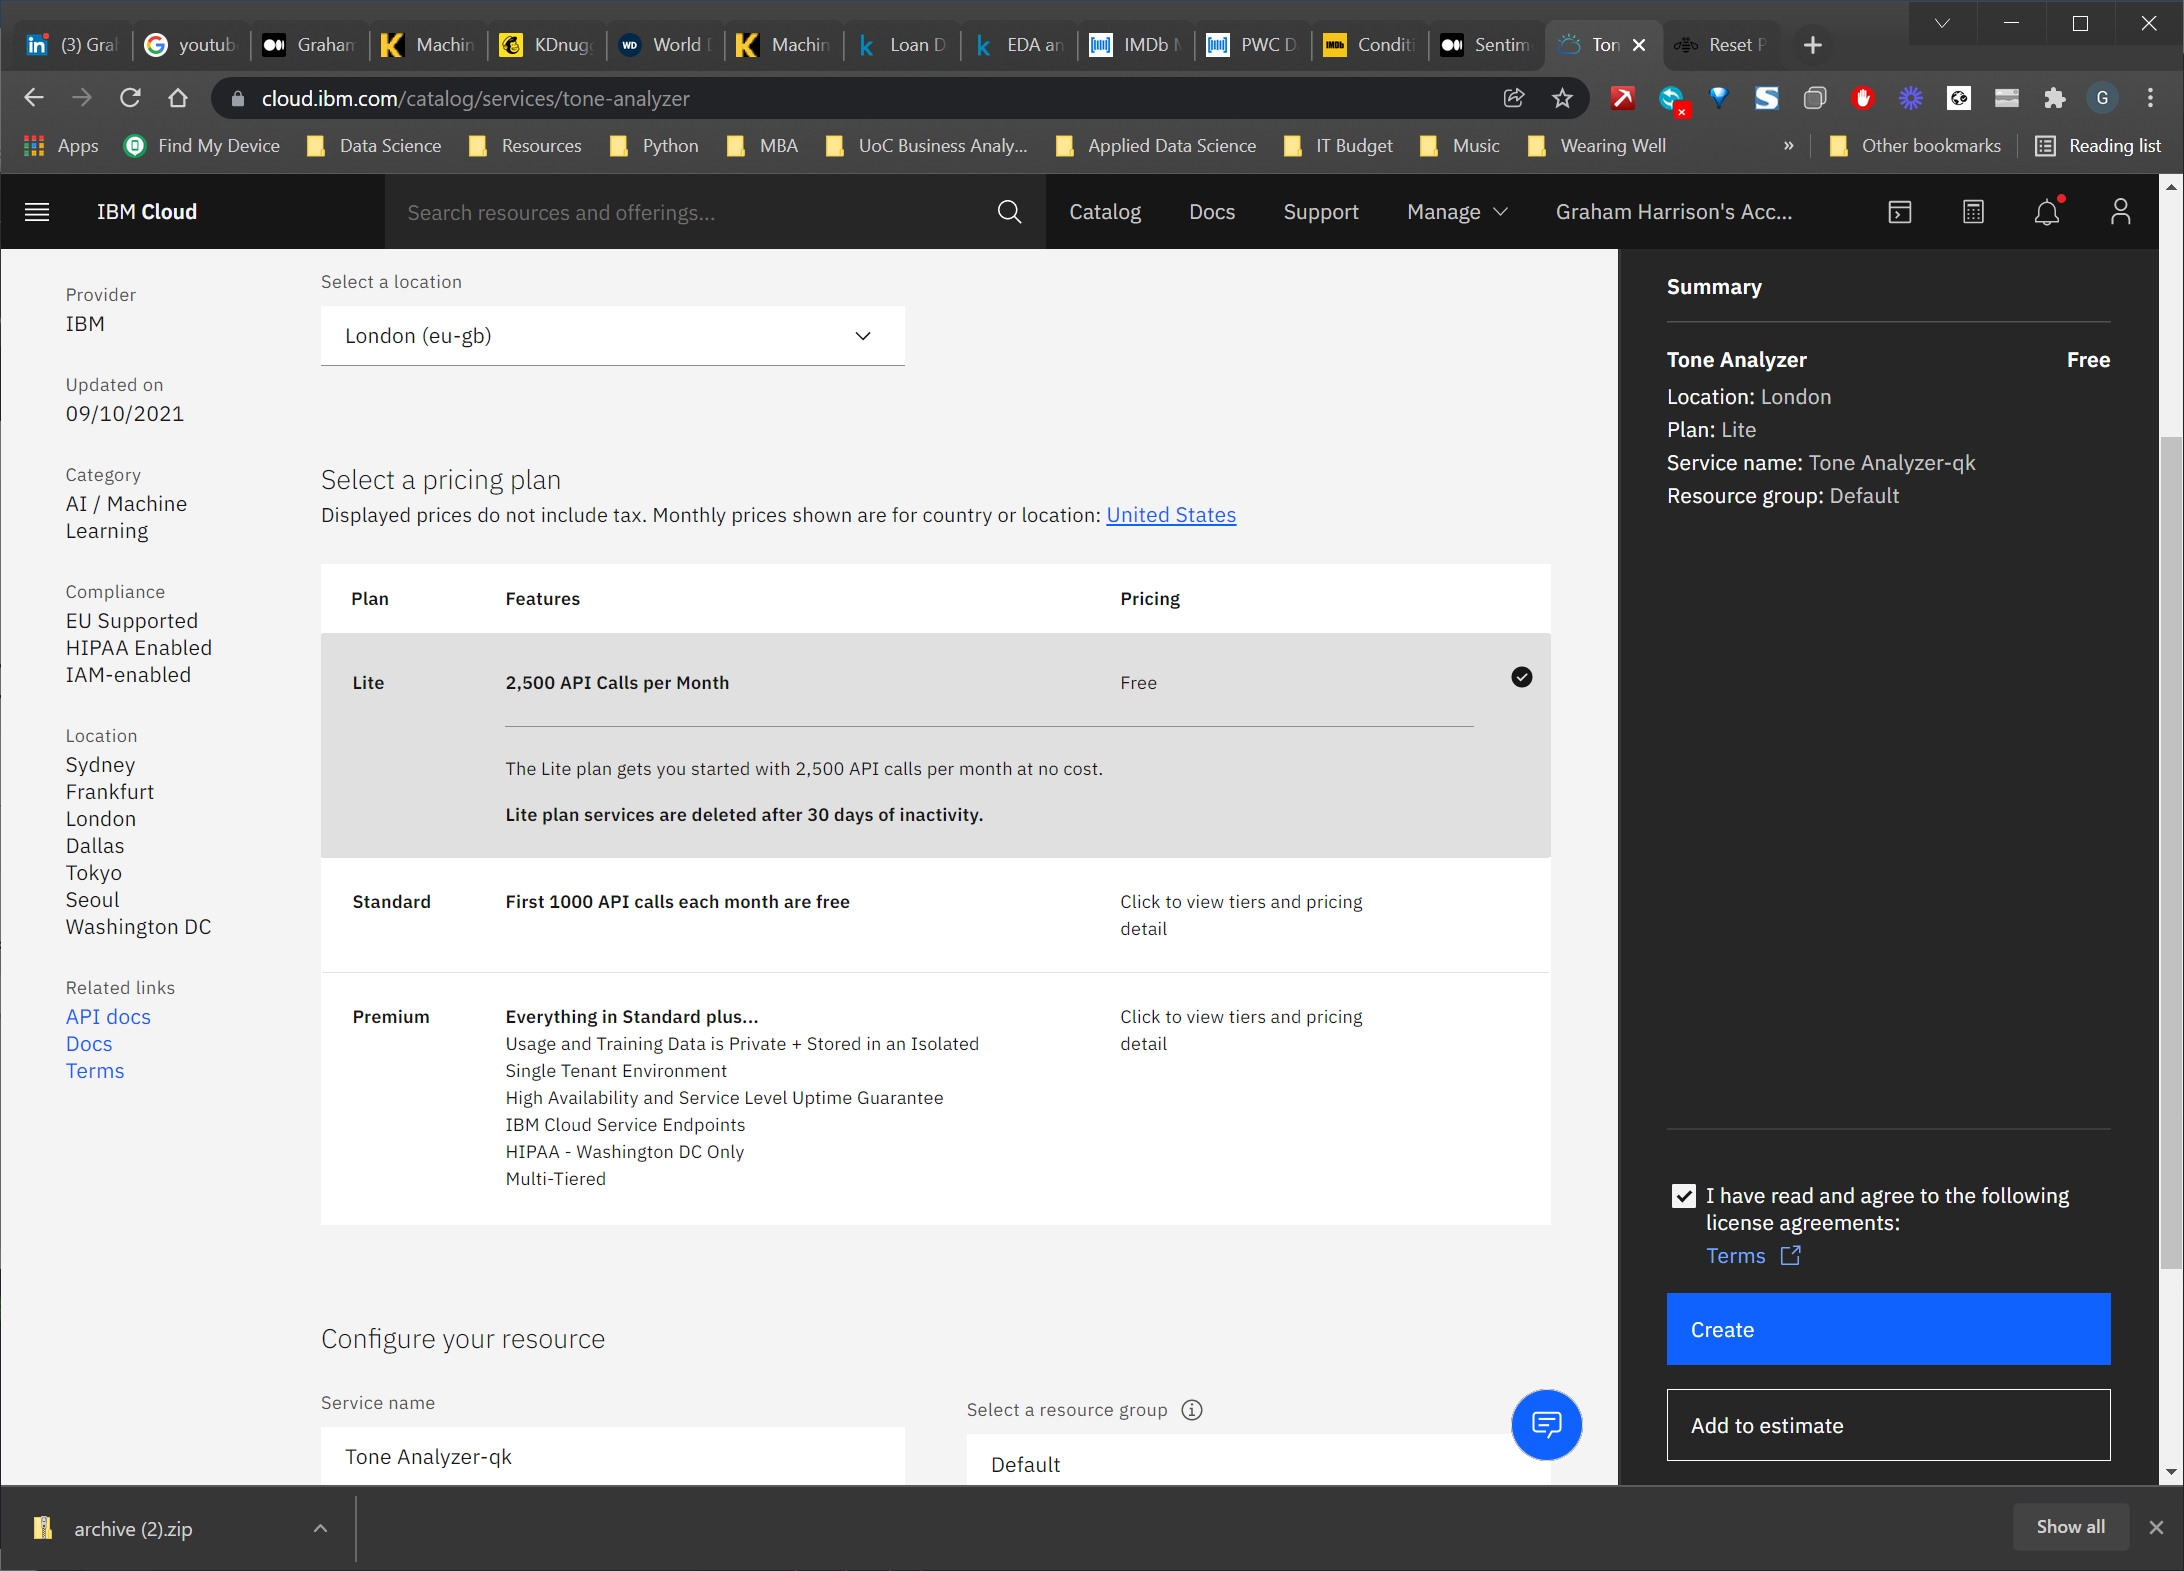 (3) Gra
youtub
Graham
Machin
KDnugg
World
Machin
Loan D
EDA an
IMDb
PWC D
Conditi
Sentim
Ton
Reset P
cloud.ibm.com/catalog/services/tone-analyzer
G
Apps
Find My Device
Data Science
Resources
Python
MBA
UoC Business Analy...
Applied Data Science
IT Budget
Music
Wearing Well
»
Other bookmarks
Reading list
IBM Cloud
Search resources and offerings...
Catalog
Docs
Support
Manage
Graham Harrison's Acc...
Provider
IBM
Updated on
09/10/2021
Category
AI / Machine
Learning
Compliance
EU Supported
HIPAA Enabled
IAM-enabled
Location
Sydney
Frankfurt
London
Dallas
Tokyo
Seoul
Washington DC
Related links
API docs
Docs
Terms
Select a location
London (eu-gb)
Select a pricing plan
Displayed prices do not include tax. Monthly prices shown are for country or location: United States
Plan Features Pricing
Lite 2,500 API Calls per Month Free
The Lite plan gets you started with 2,500 API calls per month at no cost.
Lite plan services are deleted after 30 days of inactivity.
Standard First 1000 API calls each month are free Click to view tiers and pricing
detail
Premium Everything in Standard plus... Click to view tiers and pricing
Usage and Training Data is Private + Stored in an Isolated detail
Single Tenant Environment
High Availability and Service Level Uptime Guarantee
IBM Cloud Service Endpoints
HIPAA - Washington DC Only
Multi-Tiered
Configure your resource
Service name
Tone Analyzer-qk
Select a resource group
Default
Summary
Tone Analyzer Free
Location: London
Plan: Lite
Service name: Tone Analyzer-qk
Resource group: Default
I have read and agree to the following
license agreements:
Terms
Create
Add to estimate
archive (2).zip
Show all